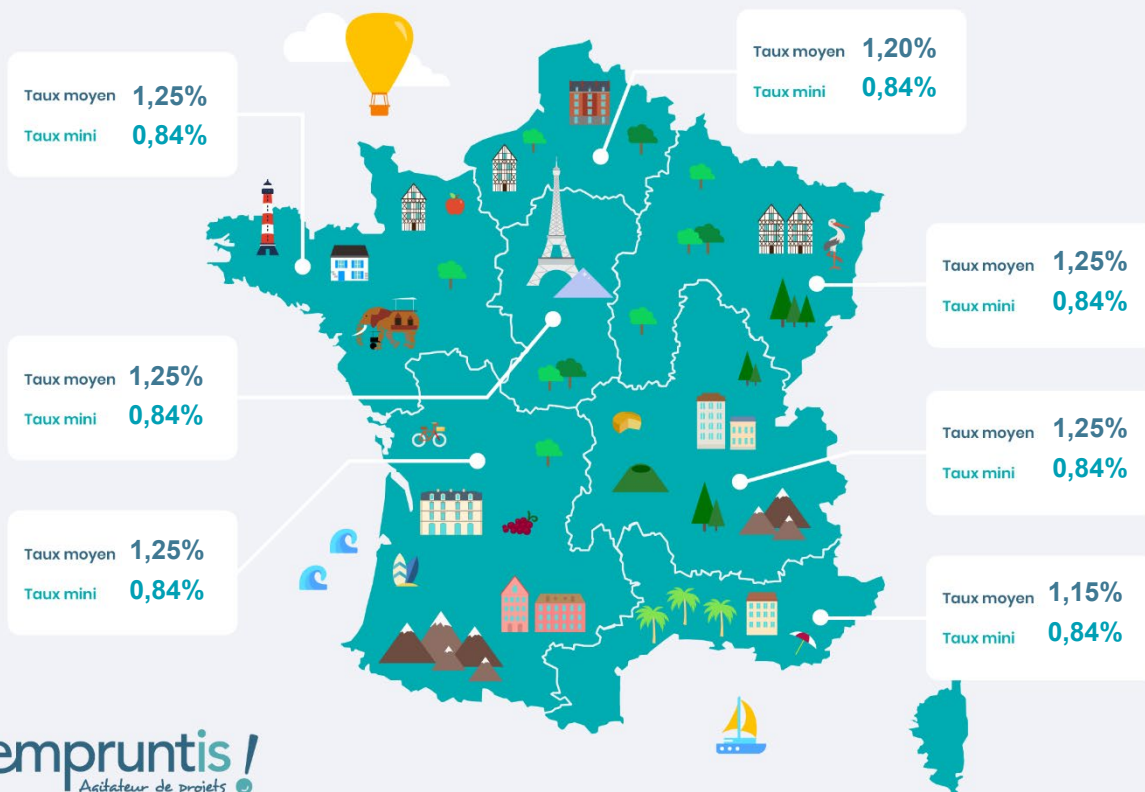 Taux moyen 1,25%
Taux mini 0,84%
Taux moyen 1,20%
Taux mini 0,84%
Taux moyen 1,25%
Taux mini 0,84%
Taux moyen 1,25%
Taux mini 0,84%
Taux moyen 1,25%
Taux mini 0,84%
Taux moyen 1,25%
Taux mini 0,84%
Taux moyen 1,15%
Taux mini 0,84%
empruntis !
Agitateur de projets